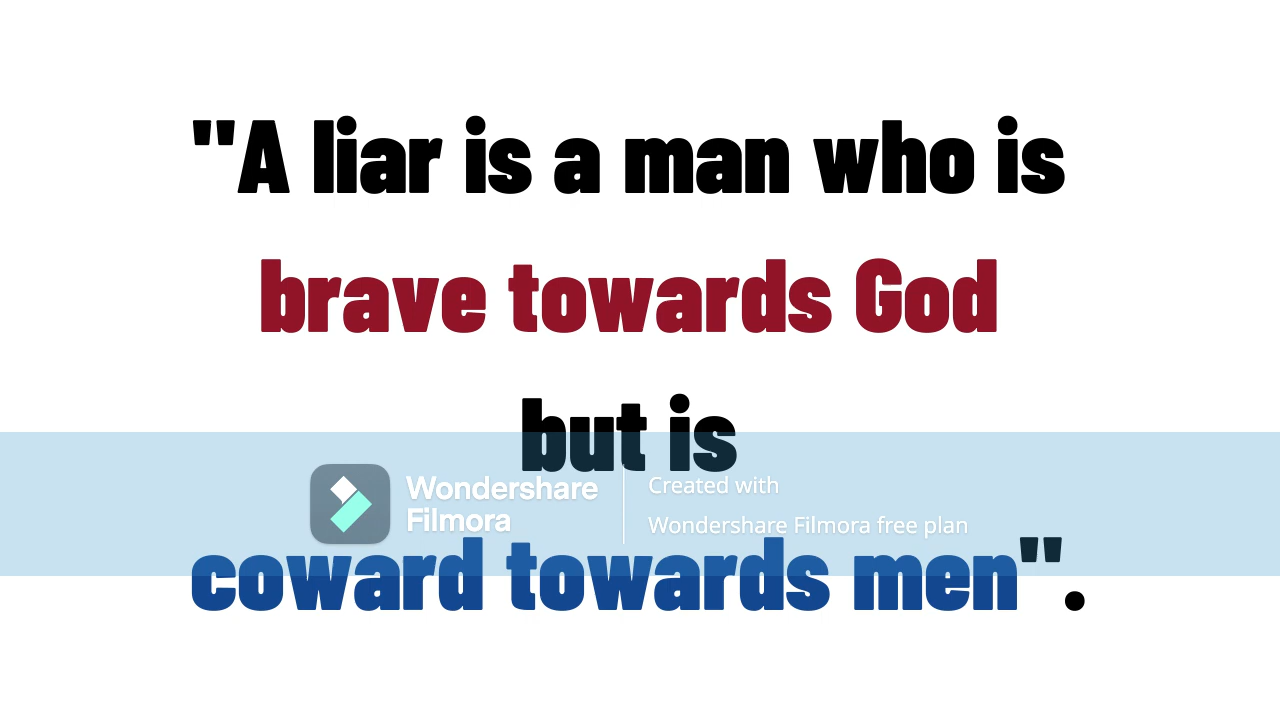 "A liar is a man who is
brave towards God
but is
Wondershare
Filmora
Created with
Wondershare Filmora free plan
coward towards men".